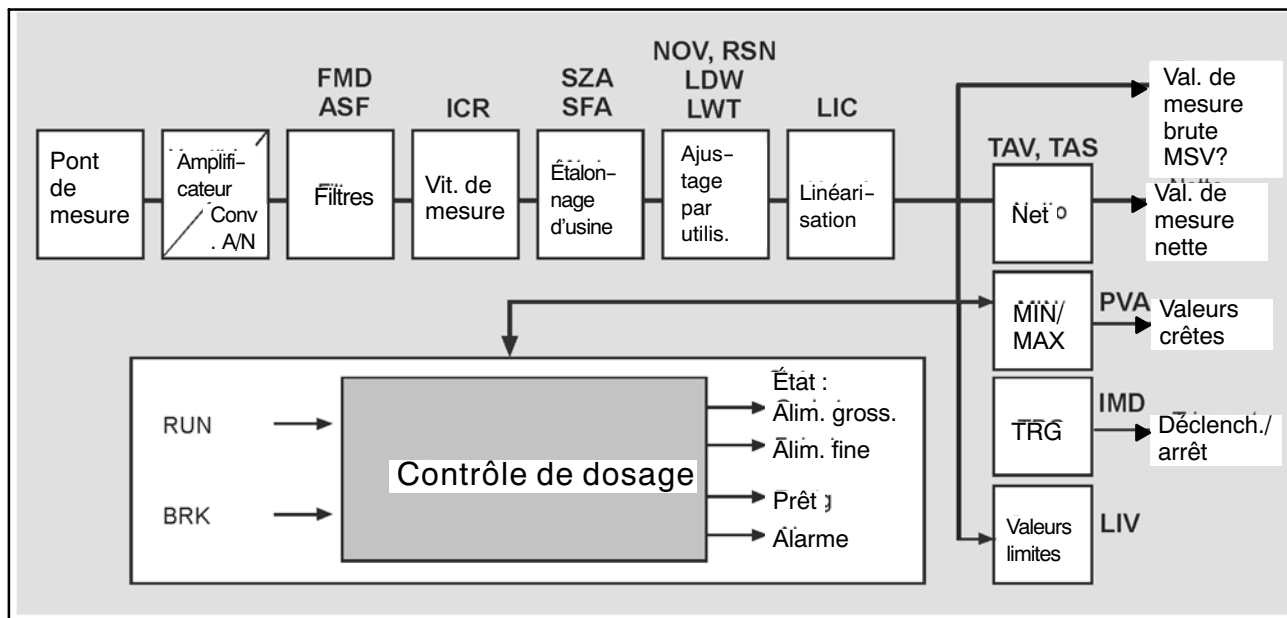 NOV, RSN
FMD
SZA
LDW
ASF
ICR
SFA
LWT
LIC
TAV, TAS
Pont
de
mesure
Amplifi-
cateur
Conv
. A/N
Filtres
Vit. de
mesure
Étalon-
nage
d'usine
Ajus-
tage
par
utilis.
Linéari-
sation
Net
Val. de
mesure
brute
MSV?
Val. de
mesure
nette
MIN/
MAX
PVA
Valeurs
crêtes
TRG
IMD
Déclench./
arrêt
Valeurs
limites
LIV
RUN
BRK
Contrôle de dosage
État :
Alim. gross.
Alim. fine
Prêt
Alarme